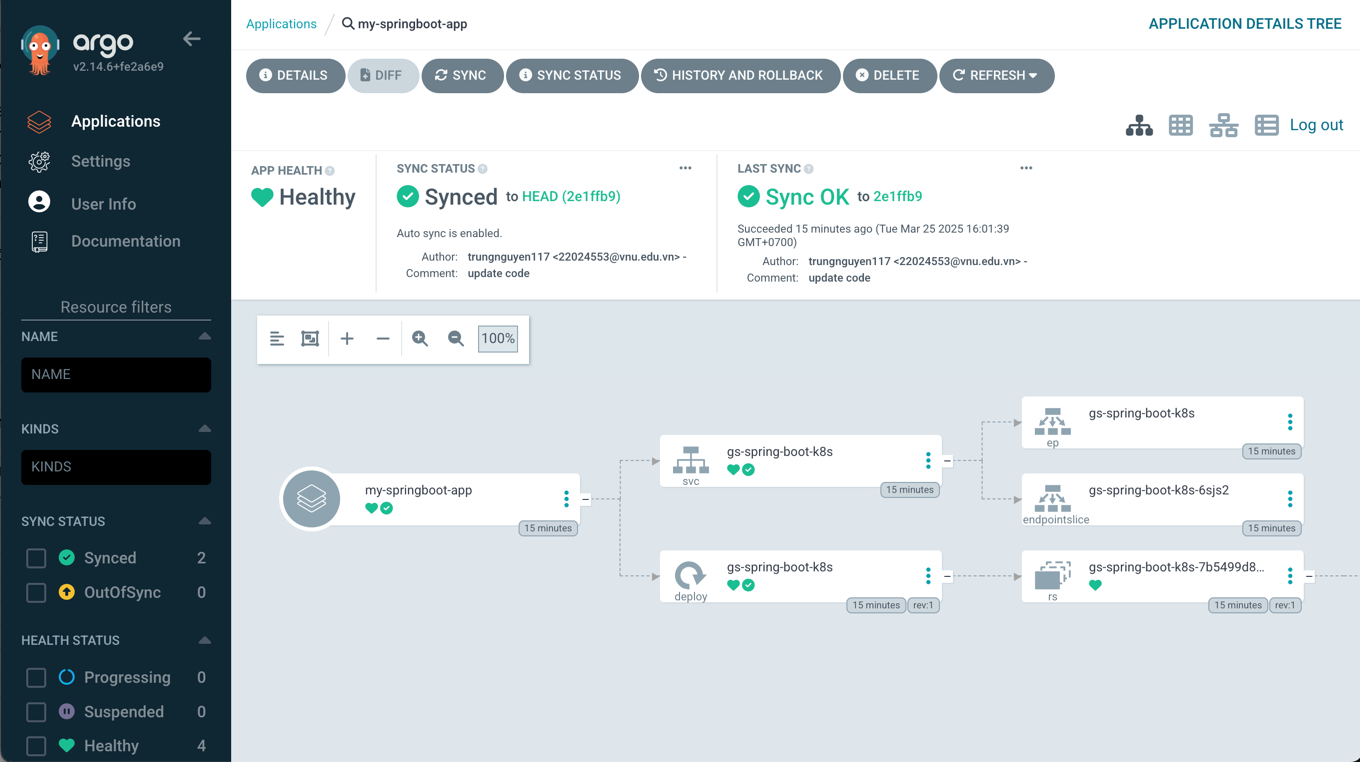 argo
v2.14.6+fe2a6e9
Applications
Settings
User Info
Documentation
Resource filters
NAME
NAME
KINDS
KINDS
SYNC STATUS
Synced 2
OutOfSync 0
HEALTH STATUS
Progressing 0
Suspended 0
Healthy 4
Applications / my-springboot-app
APPLICATION DETAILS TREE
DETAILS DIFF SYNC SYNC STATUS HISTORY AND ROLLBACK DELETE REFRESH
Log out
APP HEALTH
Healthy
SYNC STATUS
Synced to HEAD (2e1ffb9)
Auto sync is enabled.
Author: trungnguyen117 <22024553@vnu.edu.vn> -
Comment: update code
LAST SYNC
Sync OK to 2e1ffb9
Succeeded 15 minutes ago (Tue Mar 25 2025 16:01:39
GMT+0700)
Author: trungnguyen117 <22024553@vnu.edu.vn> -
Comment: update code
100%
my-springboot-app
15 minutes
gs-spring-boot-k8s
svc
15 minutes
gs-spring-boot-k8s
deploy
15 minutes rev:1
gs-spring-boot-k8s
ep
15 minutes
gs-spring-boot-k8s-6sjs2
endpointslice
15 minutes
gs-spring-boot-k8s-7b5499d8...
rs
15 minutes rev:1